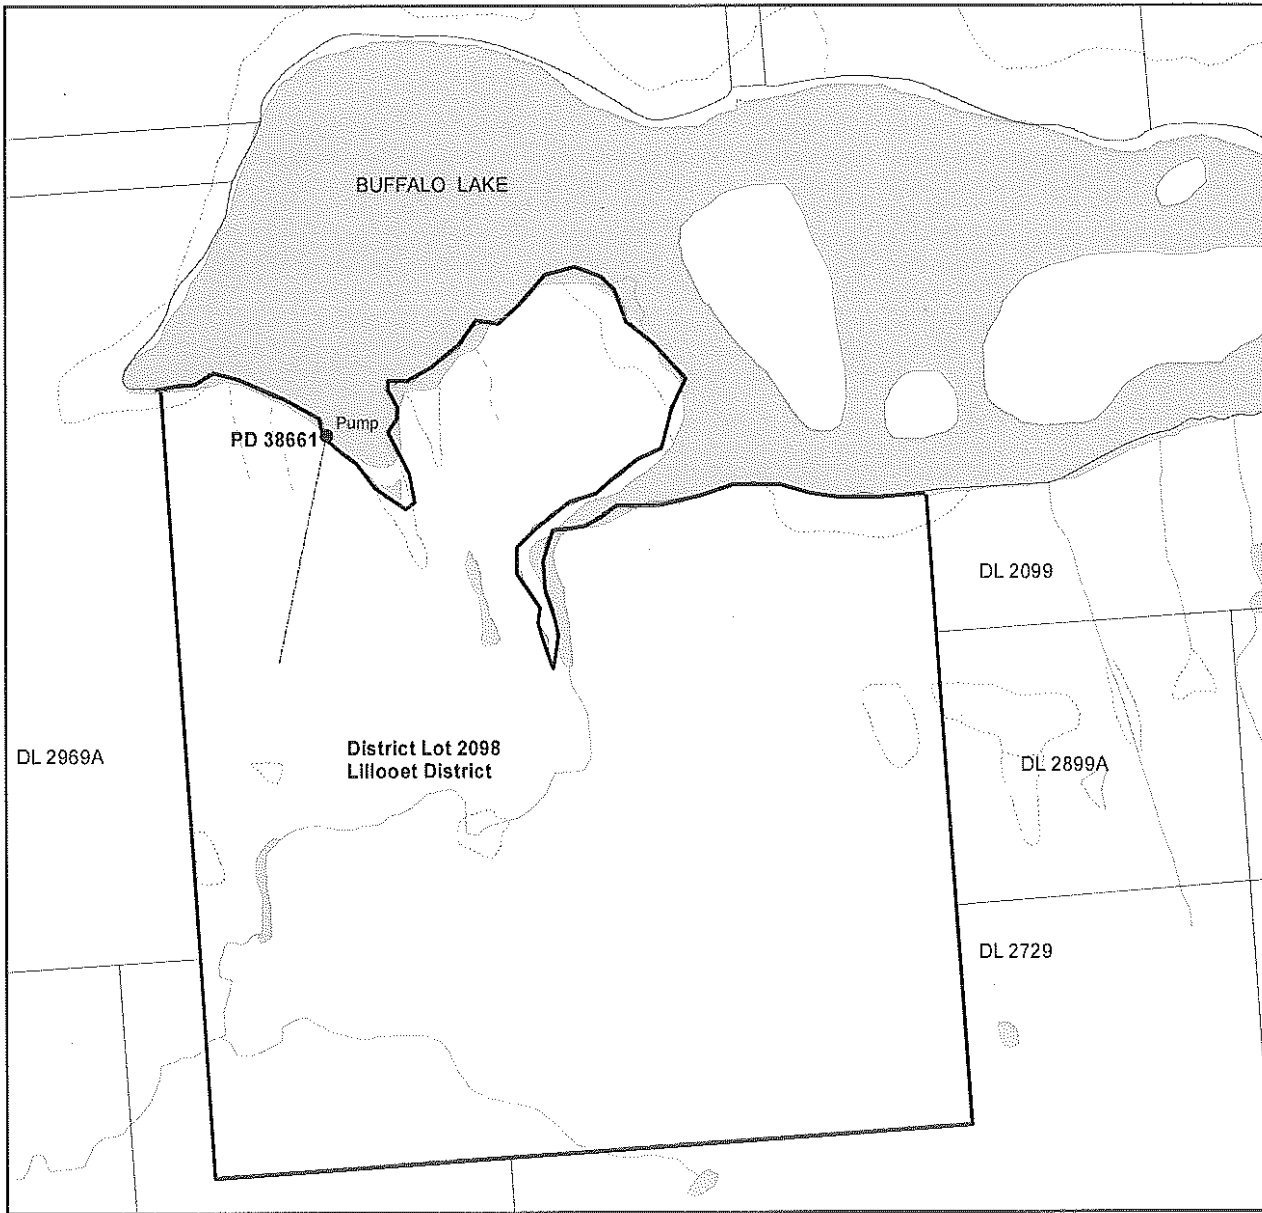 BUFFALO LAKE
Pump
PD 38661
DL 2099
District Lot 2098
Lillooet District
DL 2969A
DL 2899A
DL 2729